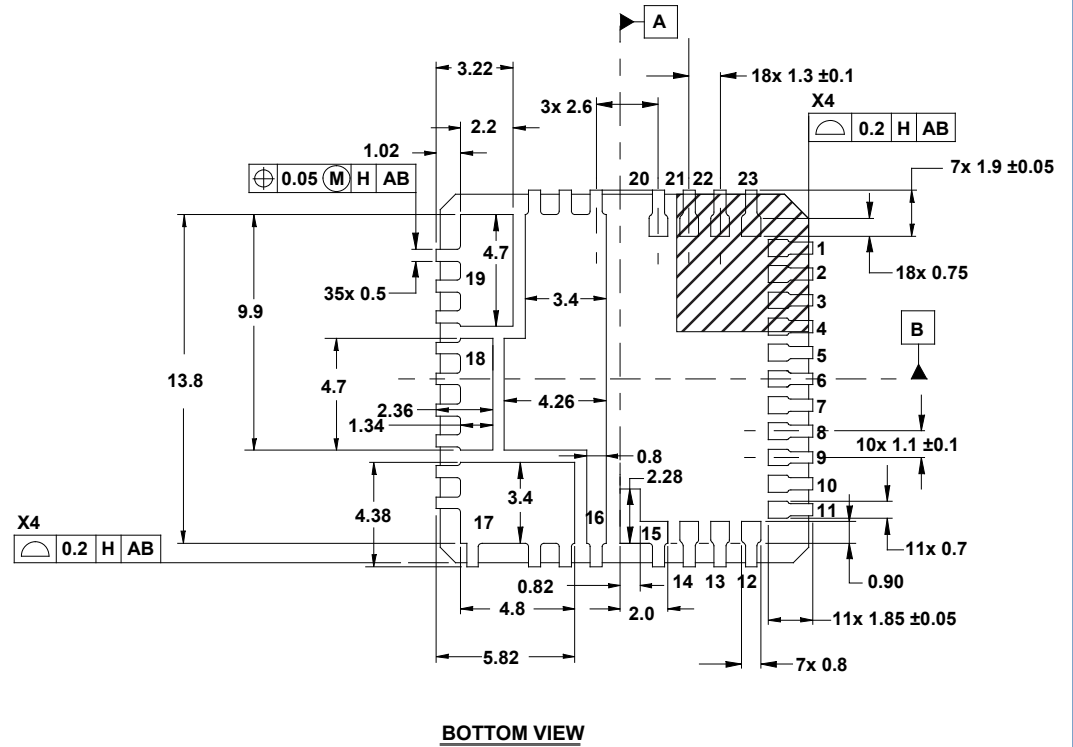 A
3.22
18x 1.3 ±0.1
3x 2.6
X4
0.2 H AB
2.2
1.02
0.05 M H AB
7x 1.9 ±0.05
20 21 22 23
1
2
3
4
5
6
7
8
9
10
11
18x 0.75
4.7
19
35x 0.5
3.4
9.9
B
13.8
18
4.7
4.26
2.36
1.34
10x 1.1 ±0.1
0.8
2.28
3.4
4.38
17
16
15
14 13 12
11x 0.7
X4
0.2 H AB
0.82
0.90
4.8
2.0
11x 1.85 ±0.05
5.82
7x 0.8
BOTTOM VIEW